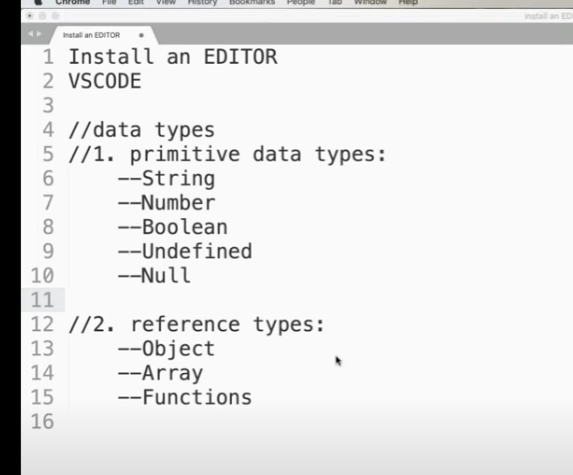 Chrome File Edit View History Bookmarks People Tab Window Help
install an ED
Install an EDITOR
1 Install an EDITOR
2 VSCODE
3
4 //data types
5 //1. primitive data types:
6 --String
7 --Number
8 --Boolean
9 --Undefined
10 --Null
11
12 //2. reference types:
13 --Object
14 --Array
15 --Functions
16